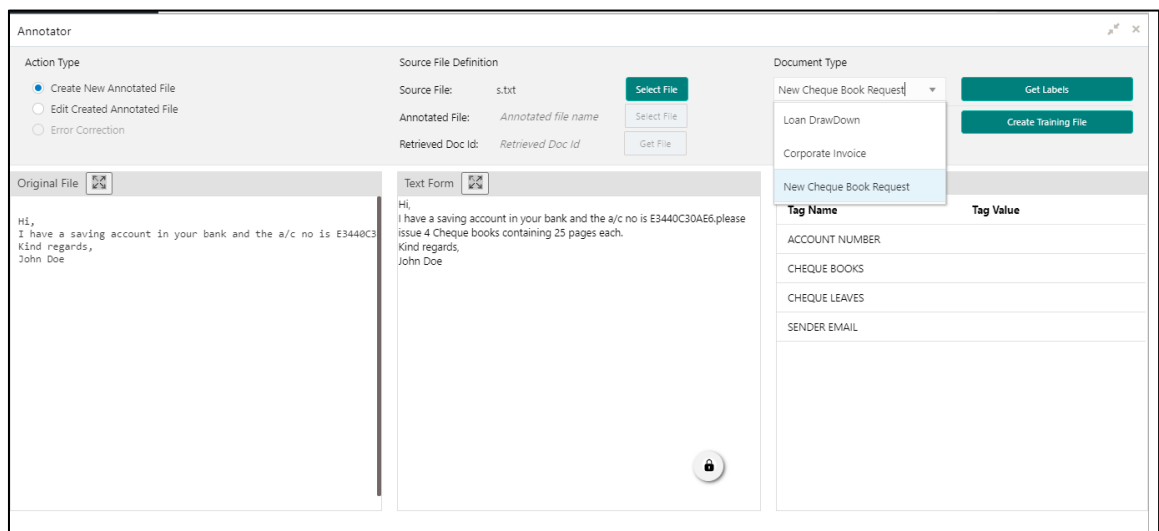 Annotator
Action Type
Create New Annotated File
Edit Created Annotated File
Error Correction
Source File Definition
Source File: s.txt Select File
Annotated File: Annotated file name Select File
Retrieved Doc Id: Retrieved Doc Id Get File
Document Type
New Cheque Book Request Get Labels
Loan DrawDown
Corporate Invoice
New Cheque Book Request
Create Training File
Original File
Hi,
I have a saving account in your bank and the a/c no is E3440C3
Kind regards,
John Doe
Text Form
Hi,
I have a saving account in your bank and the a/c no is E3440C30AE6.please
issue 4 Cheque books containing 25 pages each.
Kind regards,
John Doe
Tag Name Tag Value
ACCOUNT NUMBER
CHEQUE BOOKS
CHEQUE LEAVES
SENDER EMAIL